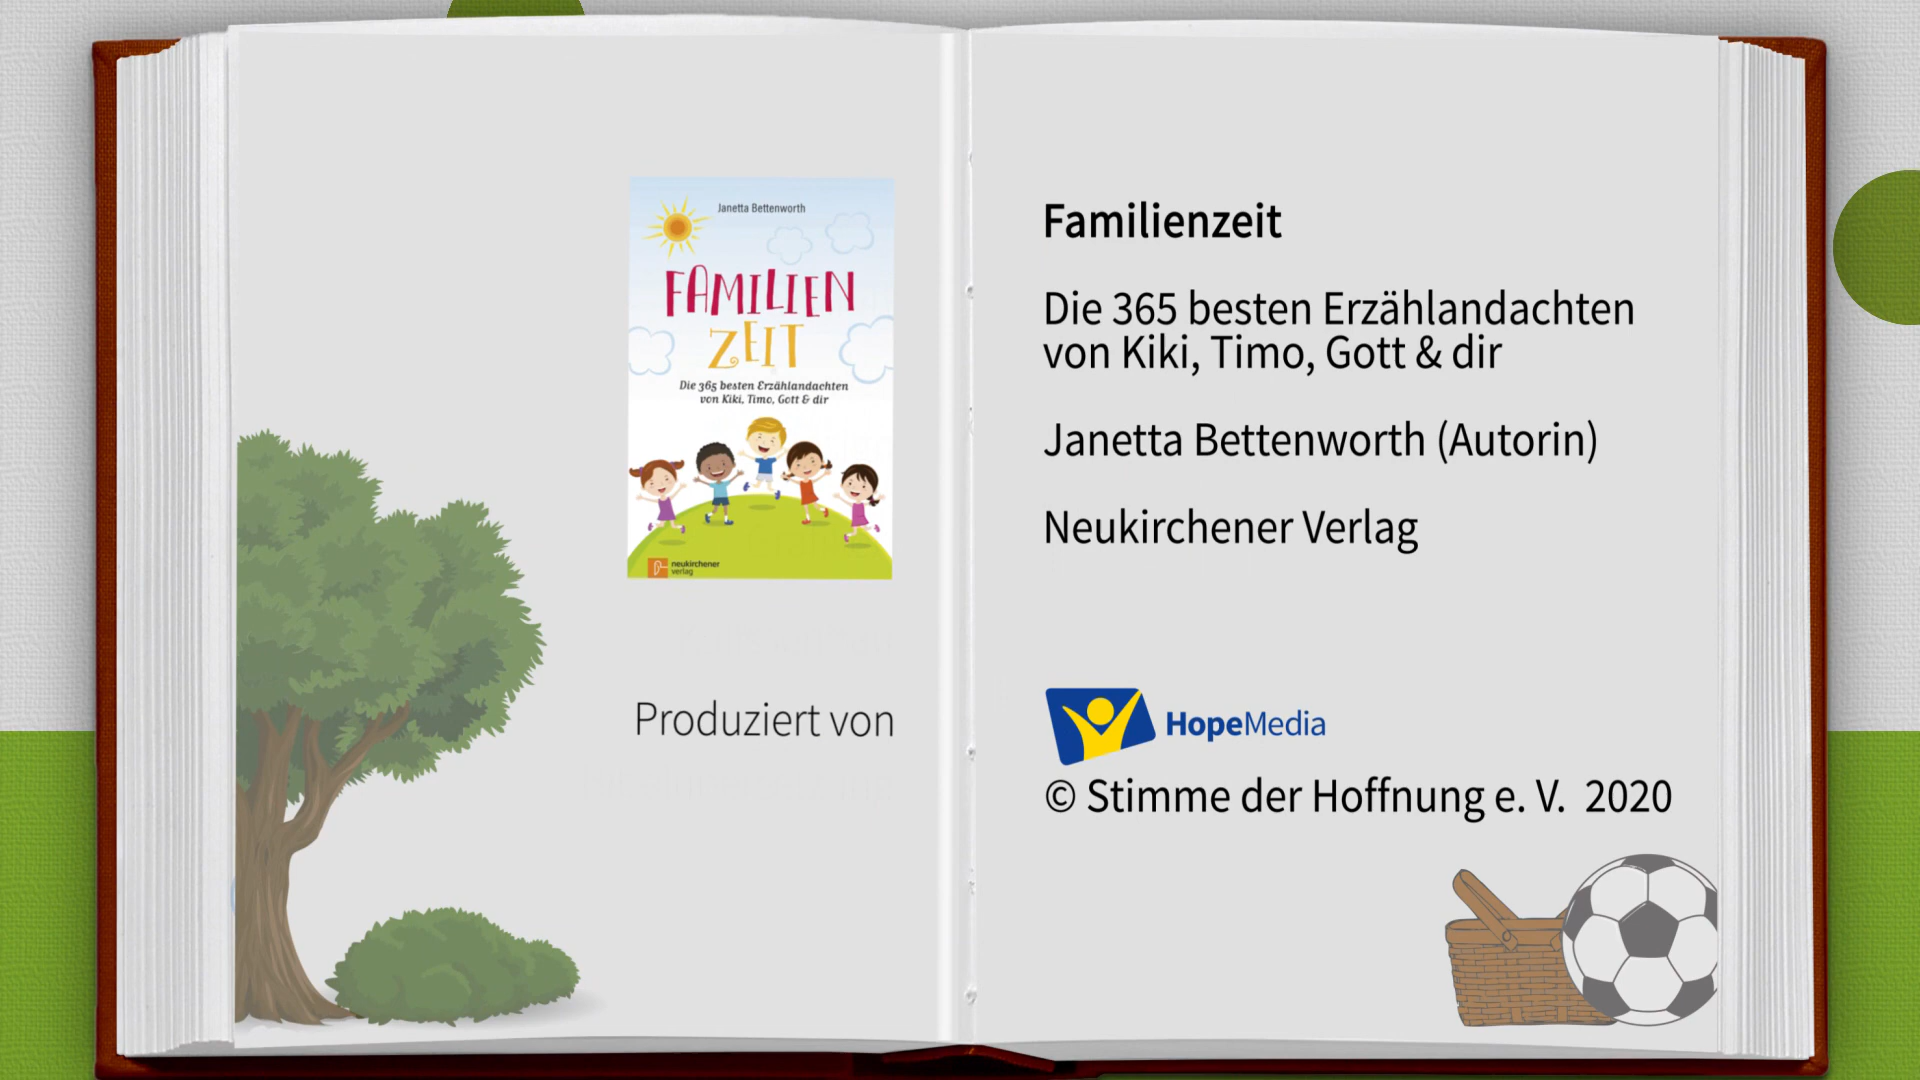 Janetta Bettenworth
FAMILIEN
ZEIT
Die 365 besten Erzählandachten
von Kiki, Timo, Gott & dir
neukirchener
verlag
Produziert von
Familienzeit
Die 365 besten Erzählandachten
von Kiki, Timo, Gott & dir
Janetta Bettenworth (Autorin)
Neukirchener Verlag
HopeMedia
© Stimme der Hoffnung e. V. 2020